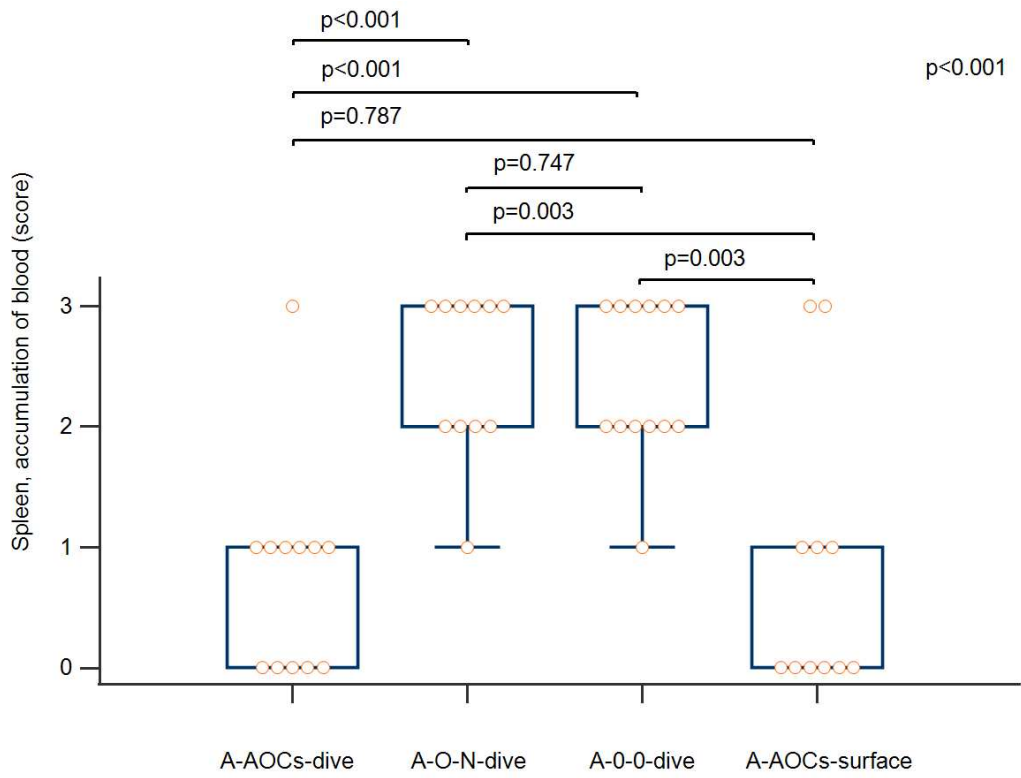 p<0.001
p<0.001
p<0.001
p=0.787
p=0.747
p=0.003
p=0.003
Spleen, accumulation of blood (score)
3
2
1
0
A-AOCs-dive
A-O-N-dive
A-0-0-dive
A-AOCs-surface